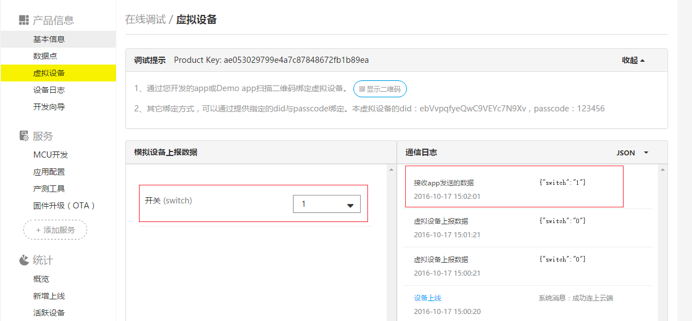 产品信息
基本信息
数据点
虚拟设备
设备日志
开发向导
服务
MCU开发
应用配置
产测工具
固件升级（OTA）
+ 添加服务
统计
概览
新增上线
活跃设备
在线调试 / 虚拟设备
调试提示 Product Key: ae053029799e4a7c87848672fb1b89ea 收起
1、通过您开发的app或Demo app扫描二维码绑定虚拟设备。 显示二维码
2、其它绑定方式，可以通过提供指定的did与passcode绑定。本虚拟设备的did：ebVvpqfyeQwC9VEYc7N9Xv，passcode：123456
模拟设备上报数据
开关 (switch) 1
通信日志 JSON
接收app发送的数据 {"switch":"1"}
2016-10-17 15:02:01
虚拟设备上报数据 {"switch":"0"}
2016-10-17 15:01:21
虚拟设备上报数据 {"switch":"0"}
2016-10-17 15:00:21
设备上线 系统消息：成功连上云端
2016-10-17 15:00:20